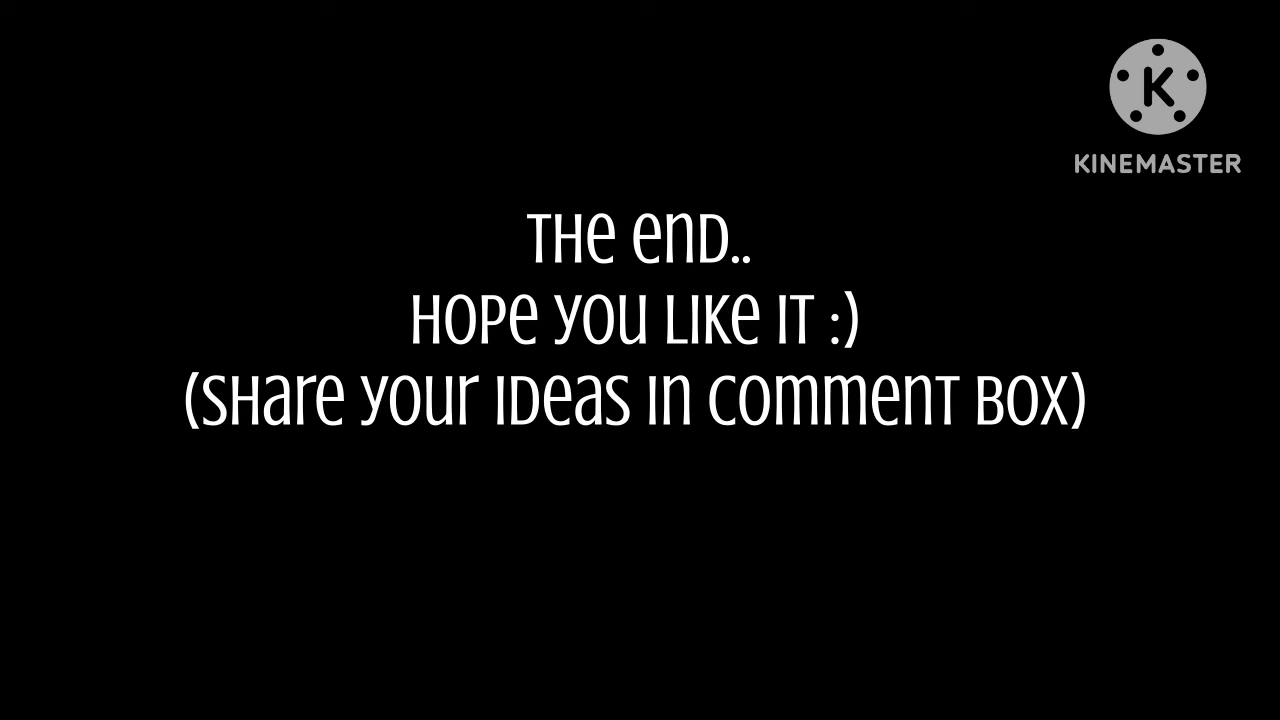 K
KINEMASTER
THe enD..
HOPe YOU LIKe IT :)
(SHare YOUr IDeas In COmmenT BOX)